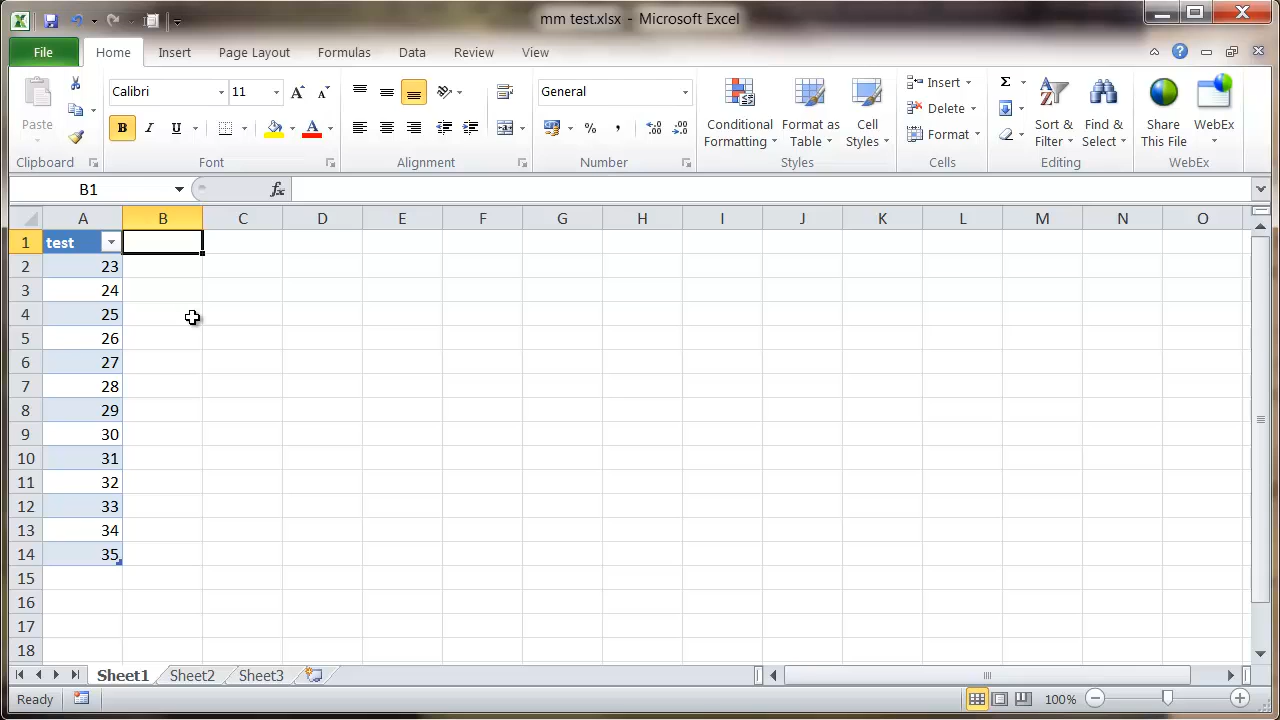 mm test.xlsx - Microsoft Excel
File Home Insert Page Layout Formulas Data Review View
Paste
Clipboard
Calibri 11
B I U A
Font
Alignment
General
% ,
Number
Conditional Formatting
Format as Table
Cell Styles
Styles
Insert
Delete
Format
Cells
Σ
Sort & Filter
Find & Select
Editing
Share This File
WebEx
WebEx
B1 fx
A B C D E F G H I J K L M N O
1 test
2 23
3 24
4 25
5 26
6 27
7 28
8 29
9 30
10 31
11 32
12 33
13 34
14 35
15
16
17
18
Sheet1 Sheet2 Sheet3
Ready 100%